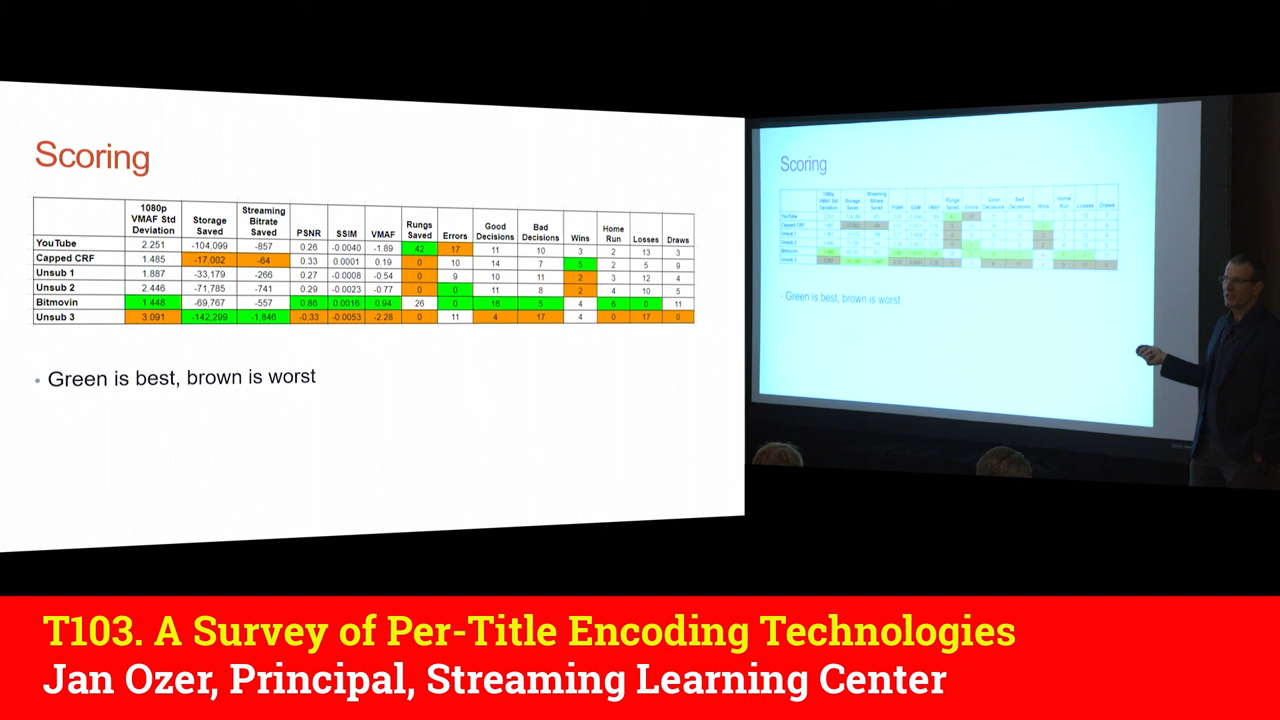 Scoring
1080p VMAF Std Deviation Storage Saved Streaming Bitrate Saved PSNR SSIM VMAF Rungs Saved Errors Good Decisions Bad Decisions Wins Home Run Losses Draws
YouTube 2.251 -104,099 -857 0.26 -0.0040 -1.89 42 17 11 10 3 2 13 3
Capped CRF 1.485 -17,002 -64 0.33 0.0001 0.19 0 10 14 7 5 2 5 9
Unsub 1 1.887 -33,179 -266 0.27 -0.0008 -0.54 0 9 10 11 2 3 12 4
Unsub 2 2.446 -71,785 -741 0.29 -0.0023 -0.77 0 0 11 8 2 4 10 5
Bitmovin 1.448 -69,767 -557 0.86 0.0016 0.94 26 0 16 5 4 6 0 11
Unsub 3 3.091 -142,299 -1,846 -0.33 -0.0053 -2.28 0 11 4 17 4 0 17 0
• Green is best, brown is worst
Scoring
• Green is best, brown is worst
T103. A Survey of Per-Title Encoding Technologies
Jan Ozer, Principal, Streaming Learning Center